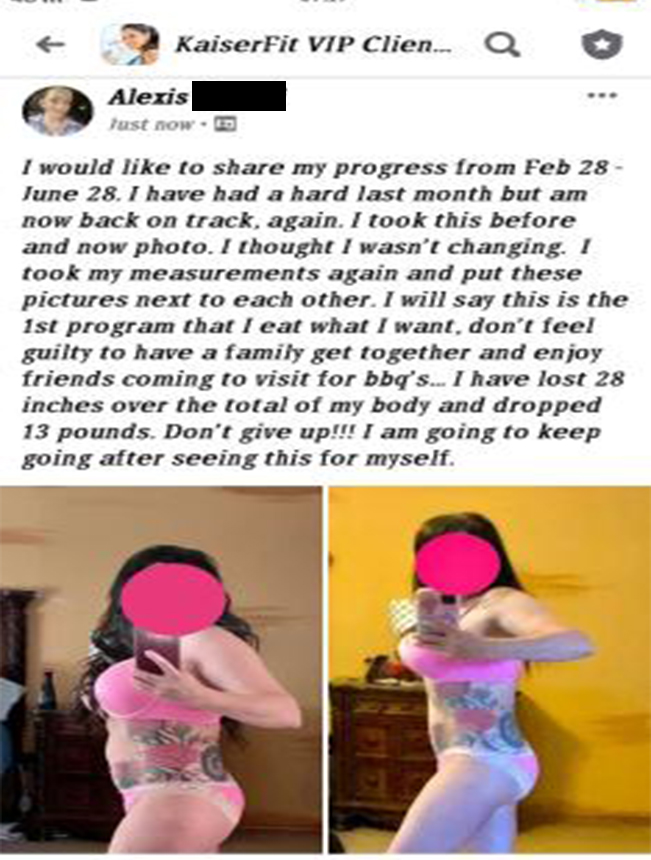 KaiserFit VIP Clien...
Alexis
Just now ·
I would like to share my progress from Feb 28 -
June 28. I have had a hard last month but am
now back on track, again. I took this before
and now photo. I thought I wasn't changing. I
took my measurements again and put these
pictures next to each other. I will say this is the
1st program that I eat what I want, don't feel
guilty to have a family get together and enjoy
friends coming to visit for bbq's... I have lost 28
inches over the total of my body and dropped
13 pounds. Don't give up!!! I am going to keep
going after seeing this for myself.